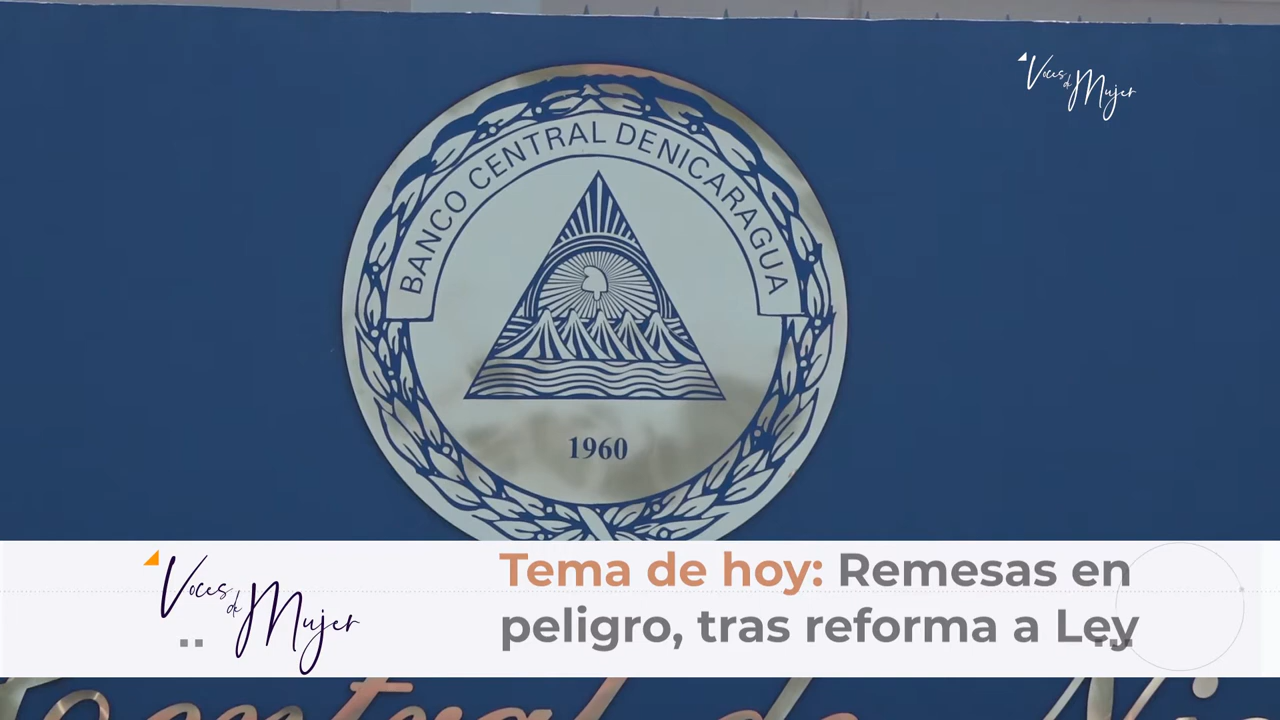 Voces de Mujer
BANCO CENTRAL DE NICARAGUA
1960
Voces de Mujer
Tema de hoy: Remesas en
peligro, tras reforma a Ley